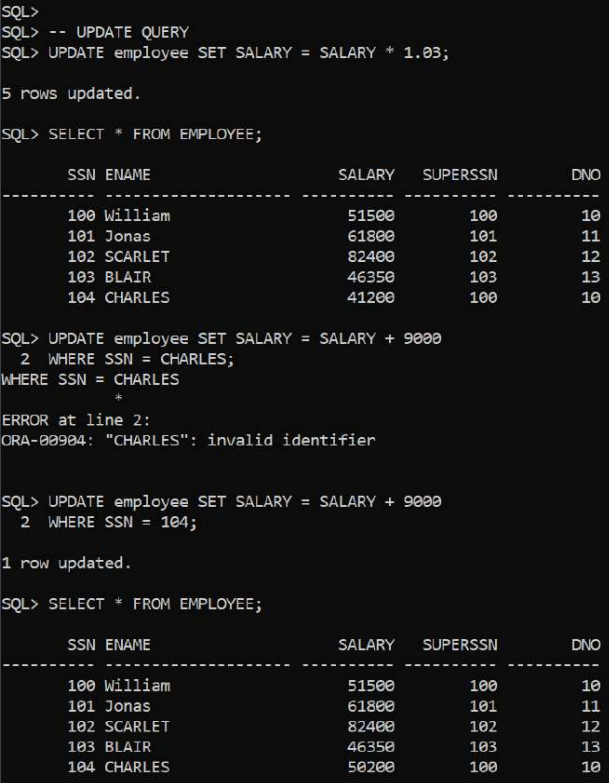 SQL>
SQL> -- UPDATE QUERY
SQL> UPDATE employee SET SALARY = SALARY * 1.03;

5 rows updated.

SQL> SELECT * FROM EMPLOYEE;

       SSN ENAME                    SALARY   SUPERSSN        DNO
---------- -------------------- ---------- ---------- ----------
       100 William                   51500        100         10
       101 Jonas                     61800        101         11
       102 SCARLET                   82400        102         12
       103 BLAIR                     46350        103         13
       104 CHARLES                   41200        100         10

SQL> UPDATE employee SET SALARY = SALARY + 9000
  2  WHERE SSN = CHARLES;
WHERE SSN = CHARLES
            *
ERROR at line 2:
ORA-00904: "CHARLES": invalid identifier


SQL> UPDATE employee SET SALARY = SALARY + 9000
  2  WHERE SSN = 104;

1 row updated.

SQL> SELECT * FROM EMPLOYEE;

       SSN ENAME                    SALARY   SUPERSSN        DNO
---------- -------------------- ---------- ---------- ----------
       100 William                   51500        100         10
       101 Jonas                     61800        101         11
       102 SCARLET                   82400        102         12
       103 BLAIR                     46350        103         13
       104 CHARLES                   50200        100         10